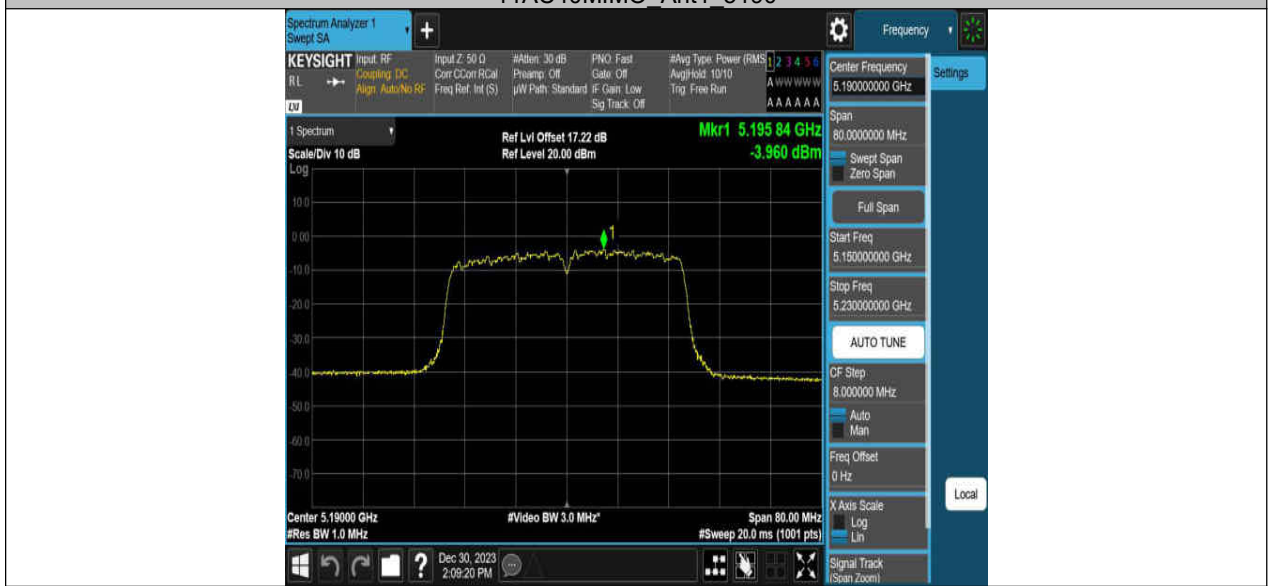 Spectrum Analyzer 1
Swept SA
+
Frequency
KEYSIGHT
RL
LXI
Input: RF
Coupling: DC
Align: Auto/No RF
Input Z: 50 Ω
Corr CCorr RCal
Freq Ref: Int (S)
#Atten: 30 dB
Preamp: Off
µW Path: Standard
PNO: Fast
Gate: Off
IF Gain: Low
Sig Track: Off
#Avg Type: Power (RMS
Avg|Hold: 10/10
Trig: Free Run
1 2 3 4 5 6
A W W W W W
A A A A A A
1 Spectrum
Scale/Div 10 dB
Log
Ref Lvl Offset 17.22 dB
Ref Level 20.00 dBm
Mkr1 5.195 84 GHz
-3.960 dBm
10.0
0.00
-10.0
-20.0
-30.0
-40.0
-50.0
-60.0
-70.0
1
Center 5.19000 GHz
#Res BW 1.0 MHz
#Video BW 3.0 MHz*
Span 80.00 MHz
#Sweep 20.0 ms (1001 pts)
Dec 30, 2023
2:09:20 PM
Center Frequency
5.190000000 GHz
Settings
Span
80.0000000 MHz
Swept Span
Zero Span
Full Span
Start Freq
5.150000000 GHz
Stop Freq
5.230000000 GHz
AUTO TUNE
CF Step
8.000000 MHz
Auto
Man
Freq Offset
0 Hz
X Axis Scale
Log
Lin
Local
Signal Track
(Span Zoom)